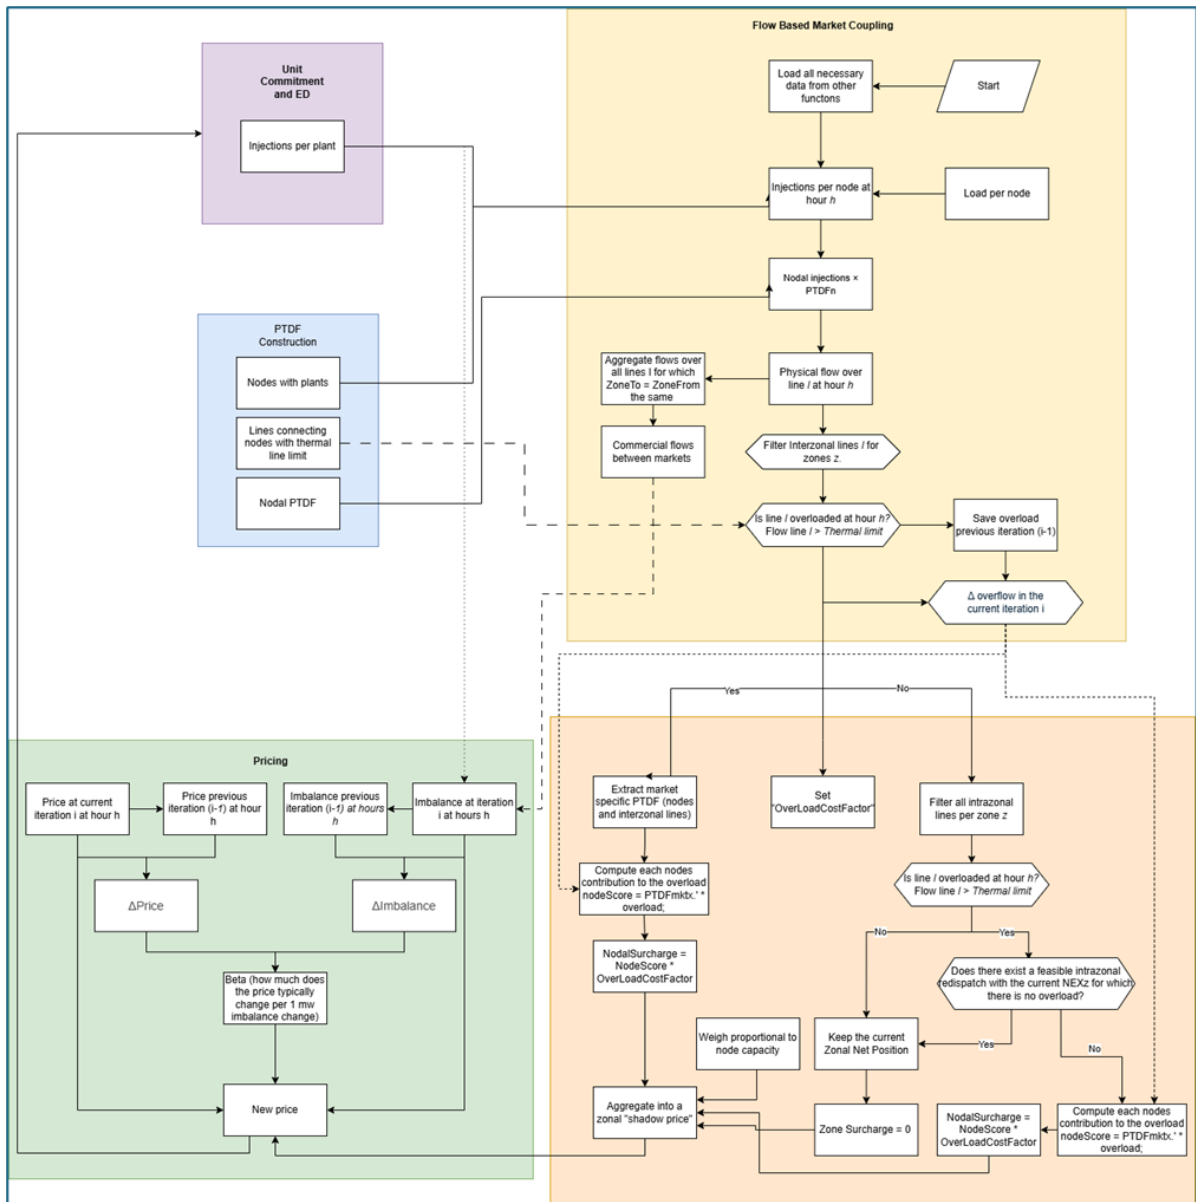 Flow Based Market Coupling
Unit
Commitment
and ED
Injections per plant
Load all necessary
data from other
functons
Start
Injections per node at
hour h
Load per node
Nodal injections ×
PTDFn
PTDF
Construction
Nodes with plants
Lines connecting
nodes with thermal
line limit
Nodal PTDF
Aggregate flows over
all lines l for which
ZoneTo = ZoneFrom
the same
Physical flow over
line l at hour h
Commercial flows
between markets
Filter Interzonal lines l for
zones z.
Is line l overloaded at hour h?
Flow line l > Thermal limit
Save overload
previous iteration (i-1)
Δ overflow in the
current iteration i
Yes
No
Pricing
Price at current
iteration i at hour h
Price previous
iteration (i-1) at hour
h
Imbalance previous
iteration (i-1) at hours
h
Imbalance at iteration
i at hours h
ΔPrice
ΔImbalance
Beta (how much does
the price typically
change per 1 mw
imbalance change)
New price
Extract market
specific PTDF (nodes
and interzonal lines)
Set
"OverLoadCostFactor"
Filter all intrazonal
lines per zone z
Compute each nodes
contribution to the overload
nodeScore = PTDFmktx.' *
overload;
Is line l overloaded at hour h?
Flow line l > Thermal limit
No
Yes
NodalSurcharge =
NodeScore *
OverLoadCostFactor
Does there exist a feasible intrazonal
redispatch with the current NEXz for which
there is no overload?
Weigh proportional to
node capacity
Keep the current
Zonal Net Position
Yes
No
Aggregate into a
zonal "shadow price"
Zone Surcharge = 0
NodalSurcharge =
NodeScore *
OverLoadCostFactor
Compute each nodes
contribution to the overload
nodeScore = PTDFmktx.' *
overload;